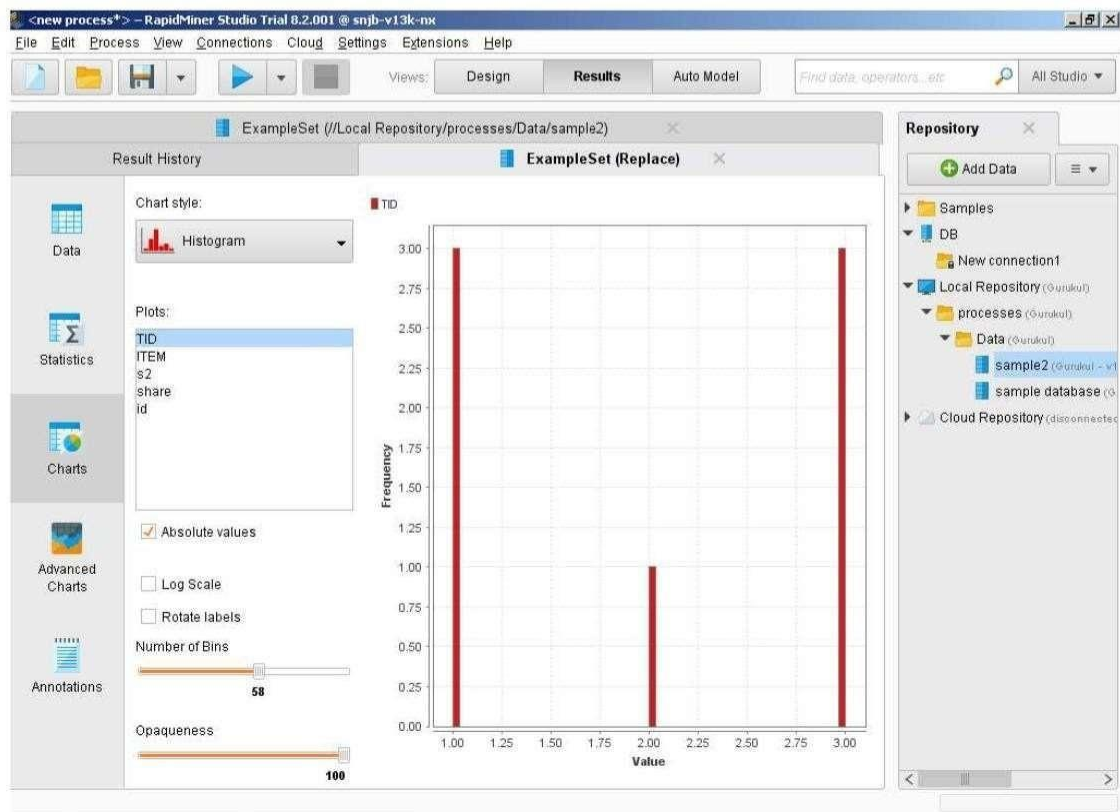 <new process*> – RapidMiner Studio Trial 8.2.001 @ snjb-v13k-nx
File Edit Process View Connections Cloud Settings Extensions Help
Views: Design Results Auto Model Find data, operators...etc All Studio
ExampleSet (//Local Repository/processes/Data/sample2)
Result History ExampleSet (Replace)
Data
Statistics
Charts
Advanced
Charts
Annotations
Chart style:
Histogram
Plots:
TID
ITEM
s2
share
id
Absolute values
Log Scale
Rotate labels
Number of Bins
58
Opaqueness
100
TID
Frequency
3.00
2.75
2.50
2.25
2.00
1.75
1.50
1.25
1.00
0.75
0.50
0.25
0.00
1.00 1.25 1.50 1.75 2.00 2.25 2.50 2.75 3.00
Value
Repository
Add Data
Samples
DB
New connection1
Local Repository (Gurukul)
processes (Gurukul)
Data (Gurukul)
sample2 (Gurukul – v1
sample database (G
Cloud Repository (disconnected